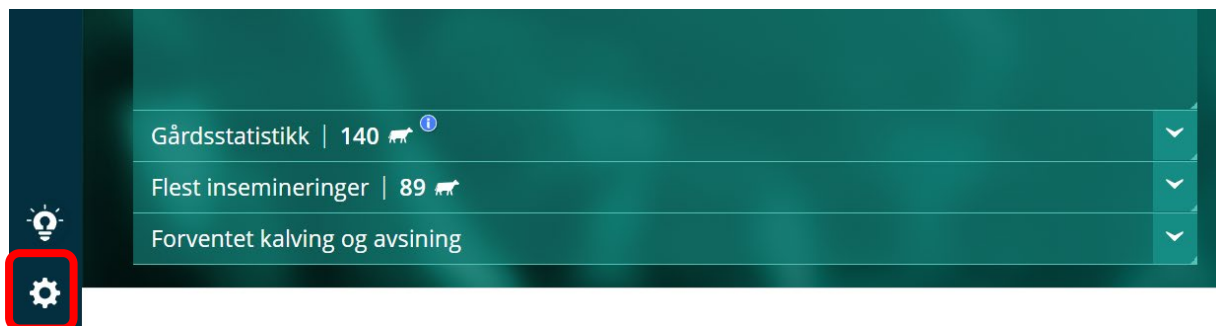 Gårdsstatistikk | 140
Flest insemineringer | 89
Forventet kalving og avsining